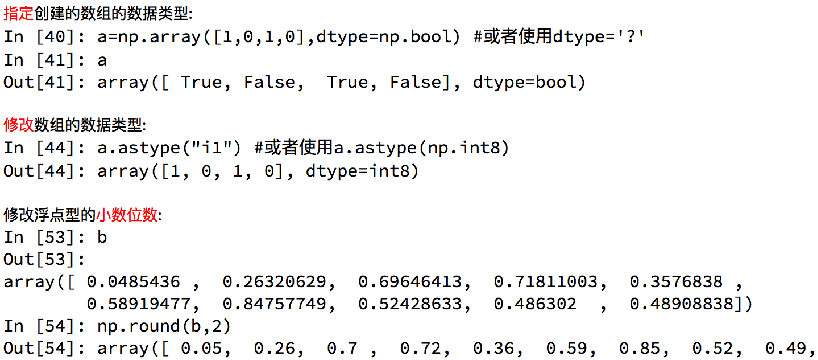 指定创建的数组的数据类型:
In [40]: a=np.array([1,0,1,0],dtype=np.bool) #或者使用dtype='?'
In [41]: a
Out[41]: array([ True, False,  True, False], dtype=bool)
修改数组的数据类型:
In [44]: a.astype("i1") #或者使用a.astype(np.int8)
Out[44]: array([1, 0, 1, 0], dtype=int8)
修改浮点型的小数位数:
In [53]: b
Out[53]:
array([ 0.0485436 ,  0.26320629,  0.69646413,  0.71811003,  0.3576838 ,
        0.58919477,  0.84757749,  0.52428633,  0.486302  ,  0.48908838])
In [54]: np.round(b,2)
Out[54]: array([ 0.05,  0.26,  0.7 ,  0.72,  0.36,  0.59,  0.85,  0.52,  0.49,